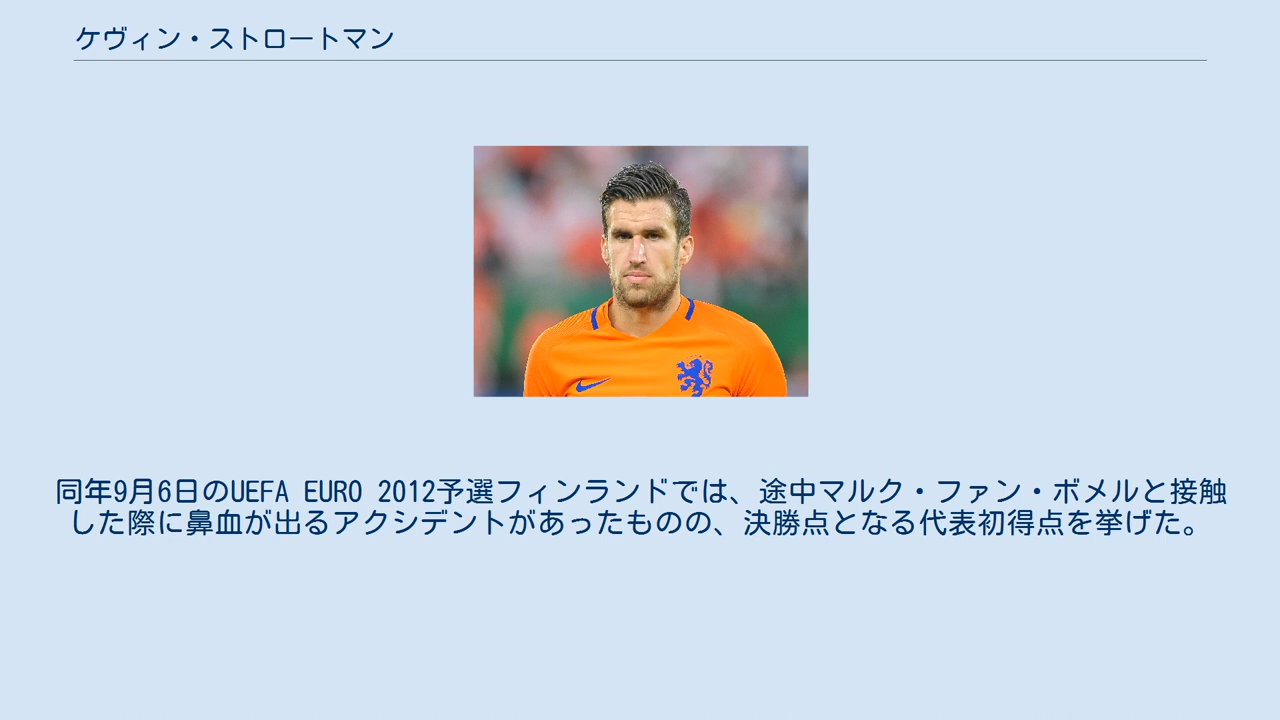 ケヴィン・ストロートマン
同年9月6日のUEFA EURO 2012予選フィンランドでは、途中マルク・ファン・ボメルと接触
した際に鼻血が出るアクシデントがあったものの、決勝点となる代表初得点を挙げた。